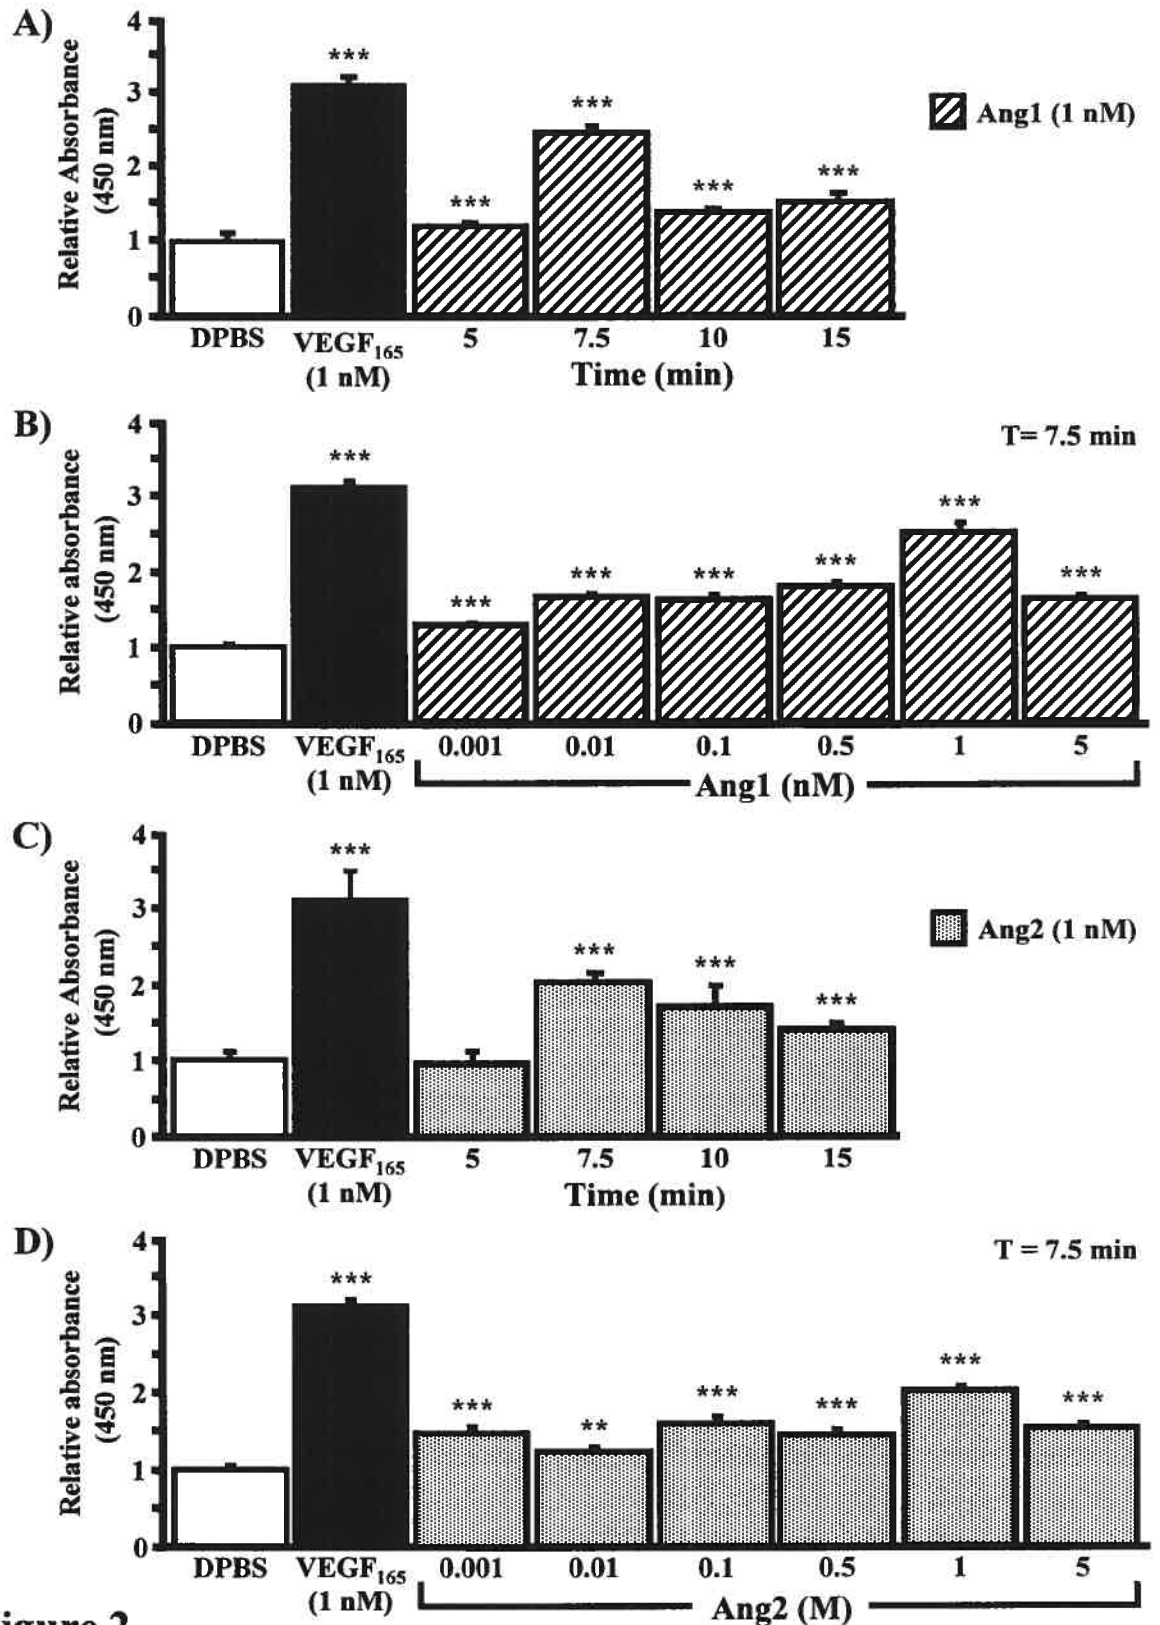 A)
Relative Absorbance
(450 nm)
4
3
2
1
0
***
***
***
***
***
Ang1 (1 nM)
DPBS
VEGF165
(1 nM)
5
7.5
10
15
Time (min)
B)
Relative absorbance
(450 nm)
4
3
2
1
0
T= 7.5 min
***
***
***
***
***
***
***
DPBS
VEGF165
(1 nM)
0.001
0.01
0.1
0.5
1
5
Ang1 (nM)
C)
Relative Absorbance
(450 nm)
4
3
2
1
0
***
***
***
***
Ang2 (1 nM)
DPBS
VEGF165
(1 nM)
5
7.5
10
15
Time (min)
D)
Relative absorbance
(450 nm)
4
3
2
1
0
T = 7.5 min
***
***
**
***
***
***
***
DPBS
VEGF165
(1 nM)
0.001
0.01
0.1
0.5
1
5
Ang2 (M)